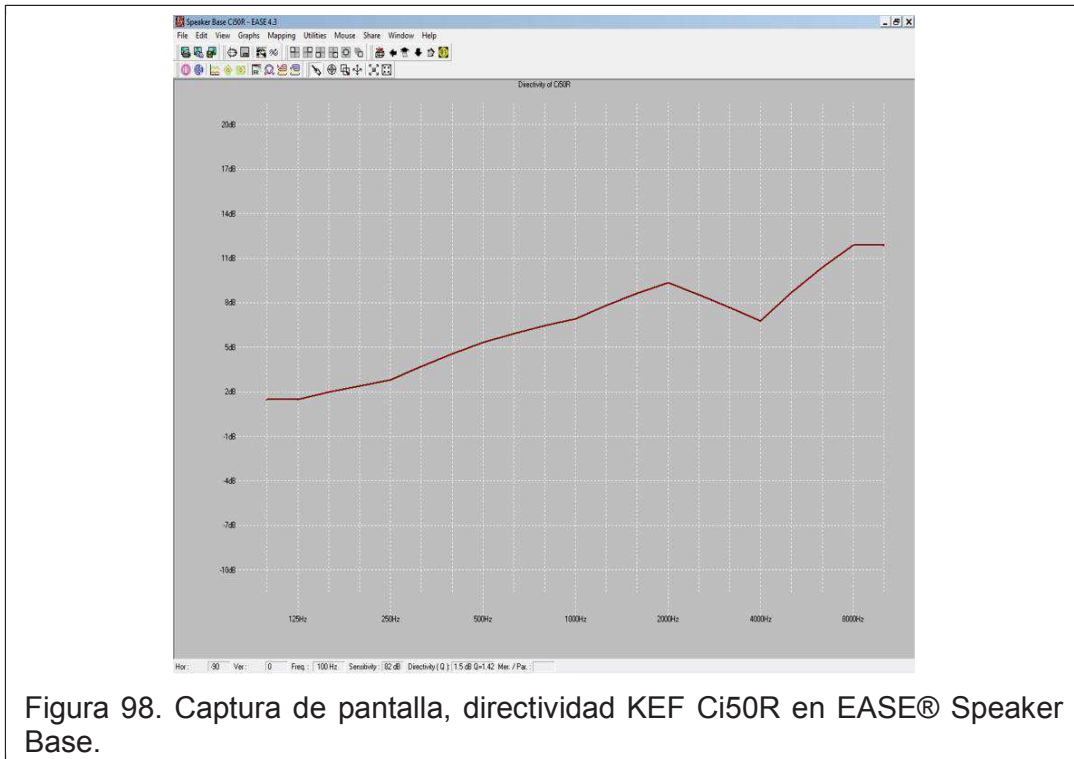 Speaker Base Ci50R - EASE 4.3
File Edit View Graphs Mapping Utilities Mouse Share Window Help
Directivity of Ci50R
20dB
17dB
14dB
11dB
8dB
5dB
2dB
-1dB
-4dB
-7dB
-10dB
125Hz 250Hz 500Hz 1000Hz 2000Hz 4000Hz 8000Hz
Hor: -90 Ver: 0 Freq.: 100 Hz Sensitivity: 82 dB Directivity ( Q ): 1.5 dB Q=1.42 Mer. / Par. :
Figura 98. Captura de pantalla, directividad KEF Ci50R en EASE® Speaker
Base.